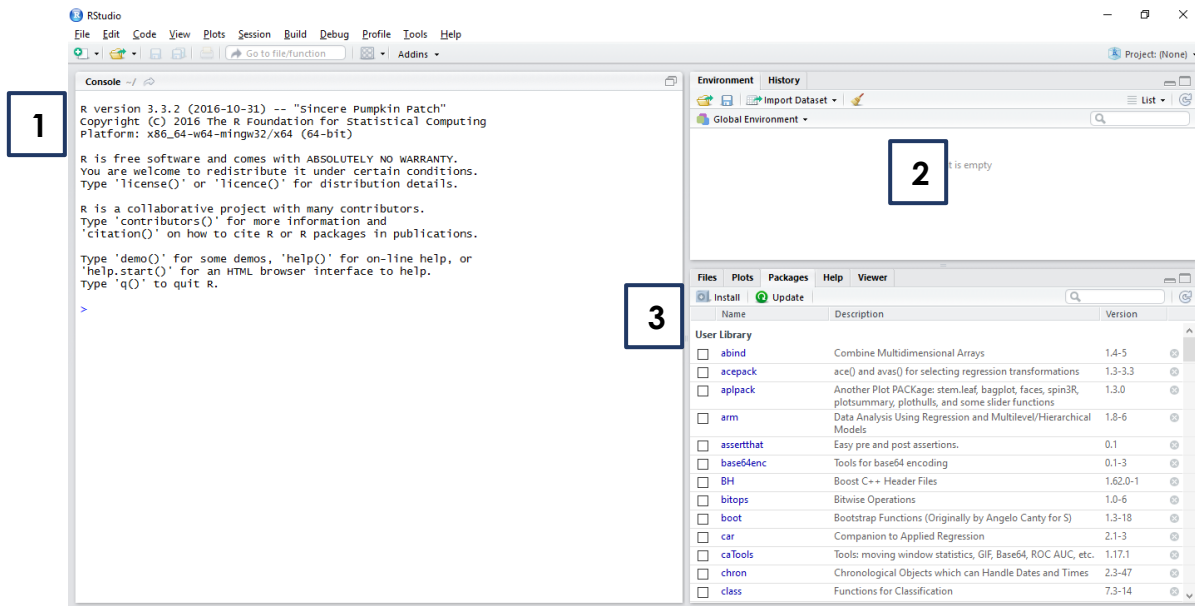 RStudio
File Edit Code View Plots Session Build Debug Profile Tools Help
Go to file/function Addins
Project: (None)
1
Console ~/
R version 3.3.2 (2016-10-31) -- "Sincere Pumpkin Patch"
Copyright (C) 2016 The R Foundation for Statistical Computing
Platform: x86_64-w64-mingw32/x64 (64-bit)
R is free software and comes with ABSOLUTELY NO WARRANTY.
You are welcome to redistribute it under certain conditions.
Type 'license()' or 'licence()' for distribution details.
R is a collaborative project with many contributors.
Type 'contributors()' for more information and
'citation()' on how to cite R or R packages in publications.
Type 'demo()' for some demos, 'help()' for on-line help, or
'help.start()' for an HTML browser interface to help.
Type 'q()' to quit R.
>
Environment History
Import Dataset List
Global Environment
2
is empty
3
Files Plots Packages Help Viewer
Install Update
Name Description Version
User Library
abind Combine Multidimensional Arrays 1.4-5
acepack ace() and avas() for selecting regression transformations 1.3-3.3
aplpack Another Plot PACKage: stem.leaf, bagplot, faces, spin3R, 1.3.0
plotsummary, plothulls, and some slider functions
arm Data Analysis Using Regression and Multilevel/Hierarchical 1.8-6
Models
assertthat Easy pre and post assertions. 0.1
base64enc Tools for base64 encoding 0.1-3
BH Boost C++ Header Files 1.62.0-1
bitops Bitwise Operations 1.0-6
boot Bootstrap Functions (Originally by Angelo Canty for S) 1.3-18
car Companion to Applied Regression 2.1-3
caTools Tools: moving window statistics, GIF, Base64, ROC AUC, etc. 1.17.1
chron Chronological Objects which can Handle Dates and Times 2.3-47
class Functions for Classification 7.3-14